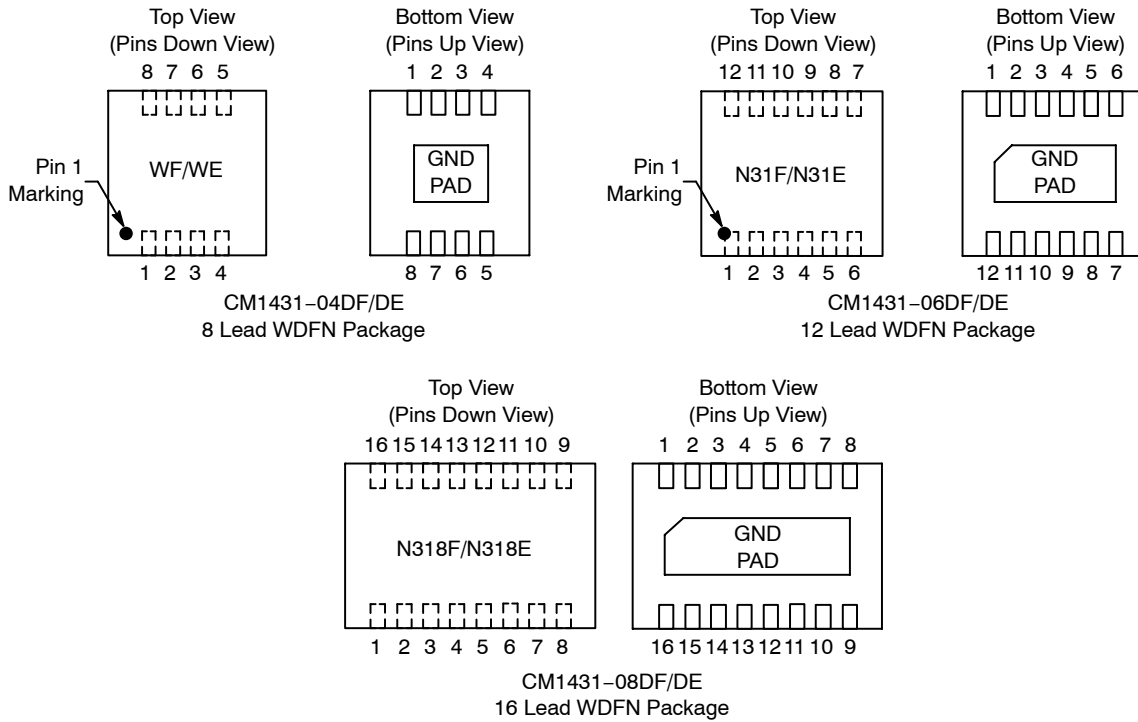 Top View
(Pins Down View)
8 7 6 5
WF/WE
Pin 1
Marking
1 2 3 4
Bottom View
(Pins Up View)
1 2 3 4
GND
PAD
8 7 6 5
CM1431−04DF/DE
8 Lead WDFN Package
Top View
(Pins Down View)
12 11 10 9 8 7
N31F/N31E
Pin 1
Marking
1 2 3 4 5 6
Bottom View
(Pins Up View)
1 2 3 4 5 6
GND
PAD
12 11 10 9 8 7
CM1431−06DF/DE
12 Lead WDFN Package
Top View
(Pins Down View)
16 15 14 13 12 11 10 9
N318F/N318E
1 2 3 4 5 6 7 8
Bottom View
(Pins Up View)
1 2 3 4 5 6 7 8
GND
PAD
16 15 14 13 12 11 10 9
CM1431−08DF/DE
16 Lead WDFN Package